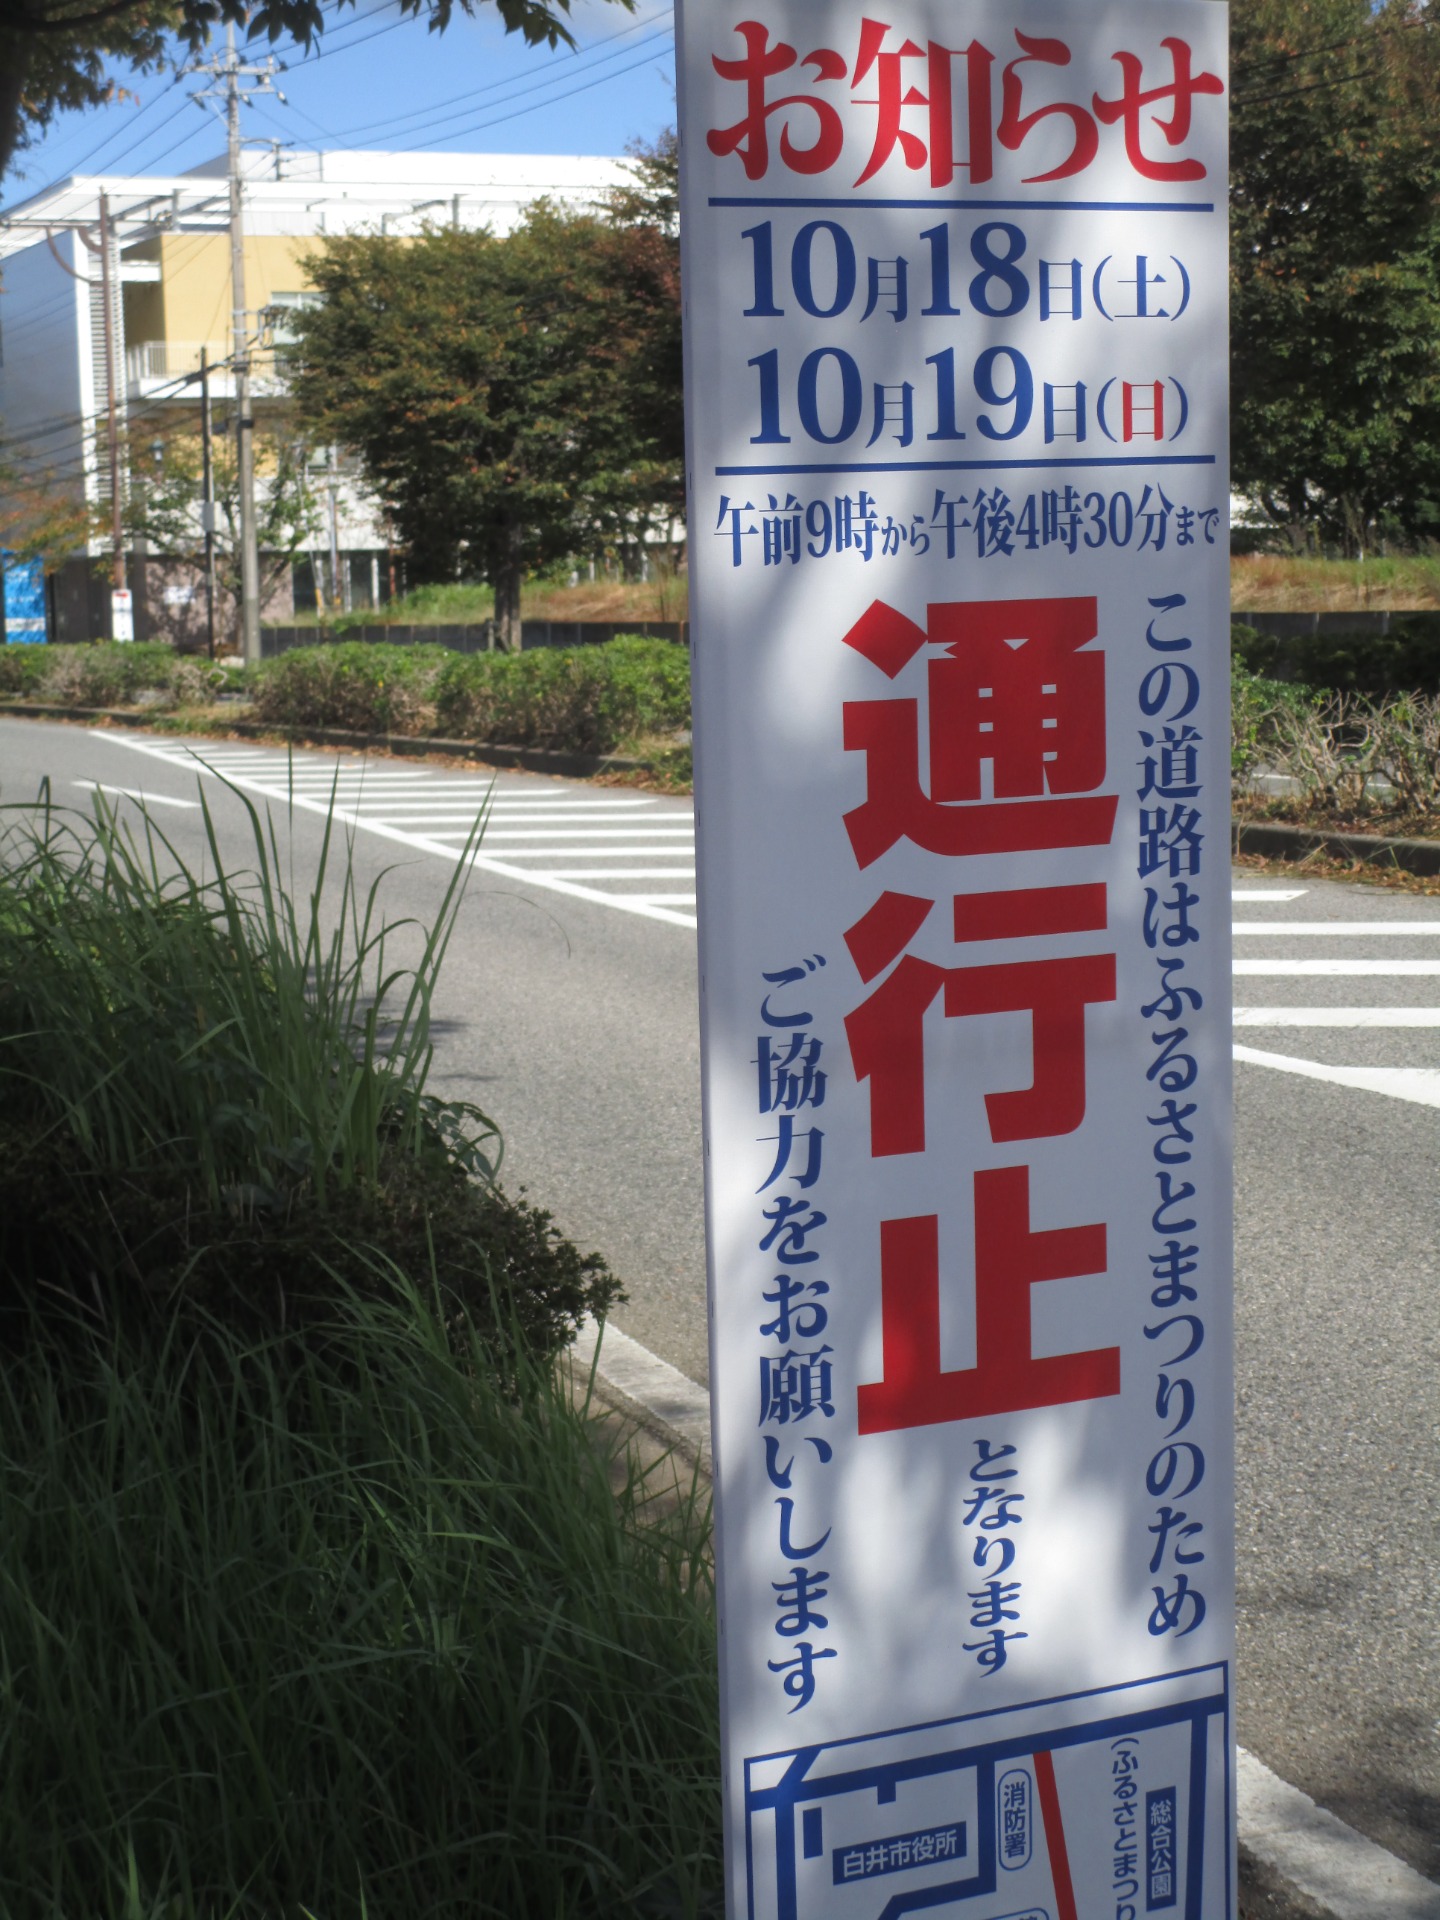 お知らせ
10月18日(土)
10月19日(日)
午前9時から午後4時30分まで
この道路はふるさとまつりのため
通行止
となります
ご協力をお願いします
消防署
白井市役所
総合公園
(ふるさとまつり